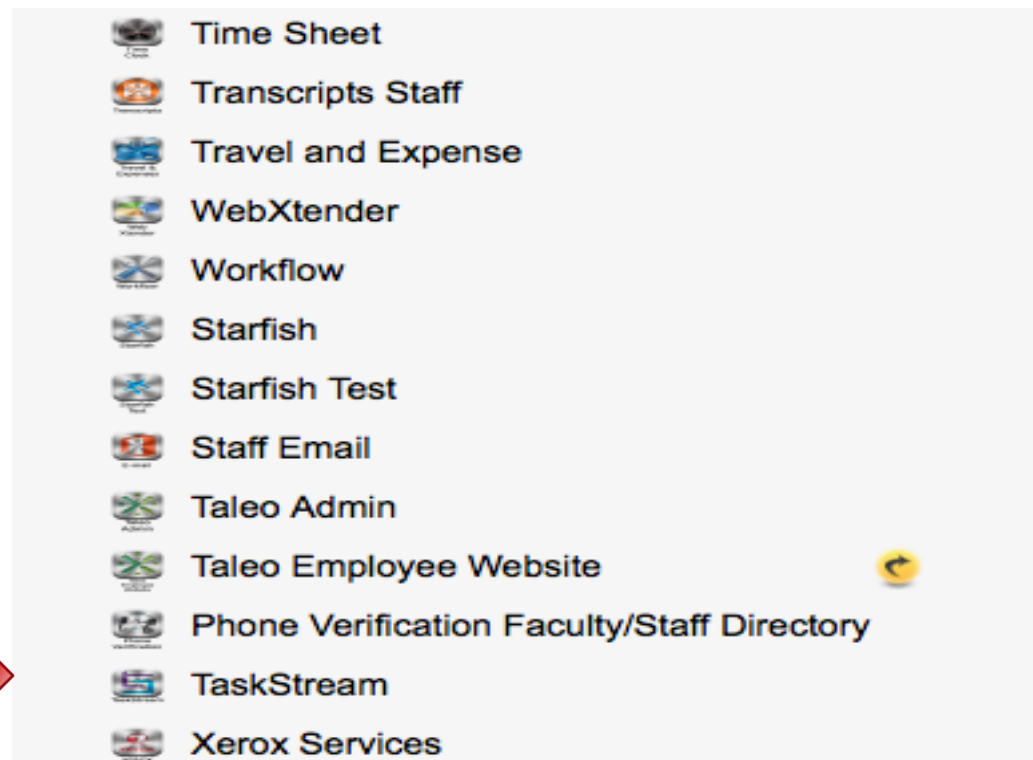 Time Sheet
Transcripts Staff
Travel and Expense
WebXtender
Workflow
Starfish
Starfish Test
Staff Email
Taleo Admin
Taleo Employee Website
Phone Verification Faculty/Staff Directory
TaskStream
Xerox Services